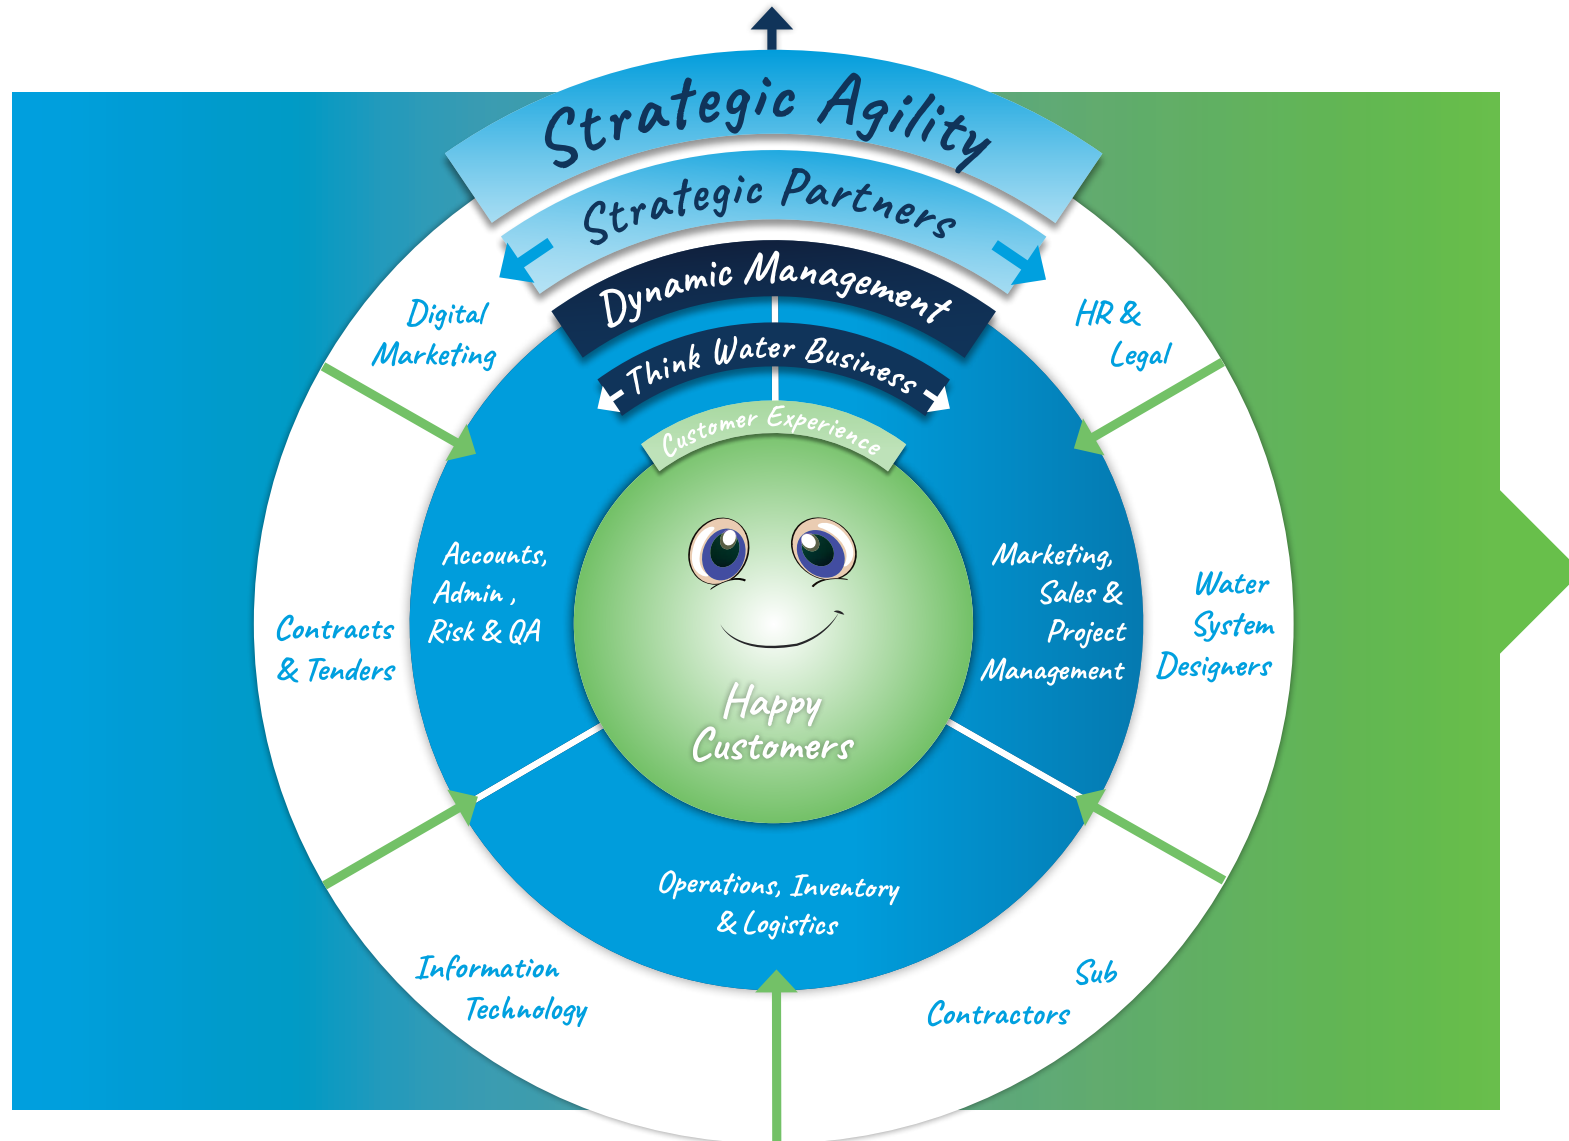 Strategic Agility
Strategic Partners
Dynamic Management
Think Water Business
Customer Experience
Digital
Marketing
HR &
Legal
Accounts,
Admin ,
Risk & QA
Marketing,
Sales &
Project
Management
Contracts
& Tenders
Water
System
Designers
Happy
Customers
Operations, Inventory
& Logistics
Information
Technology
Sub
Contractors